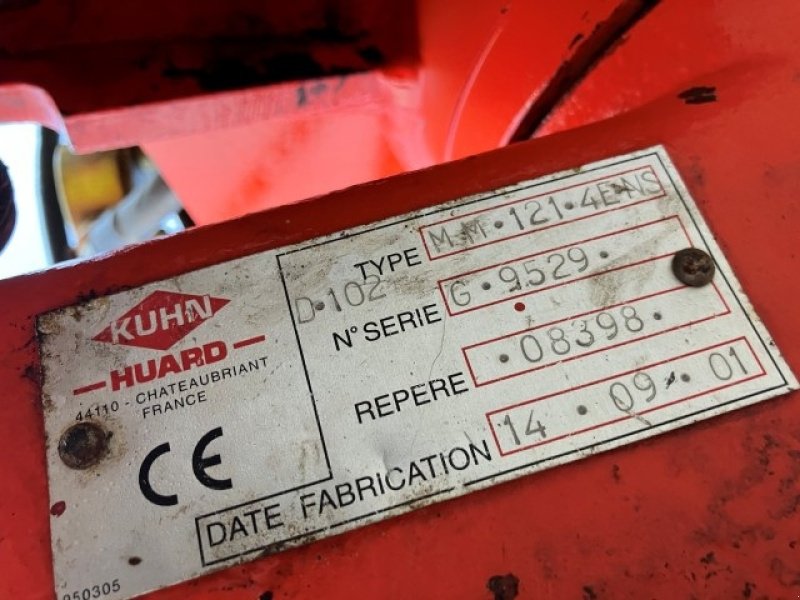 KUHN
HUARD
44110 - CHATEAUBRIANT
FRANCE
CE
D•102
TYPE M.M•121•4E•NS
N° SERIE G•9529•
REPERE •08398•
DATE FABRICATION 14•09•01
050305